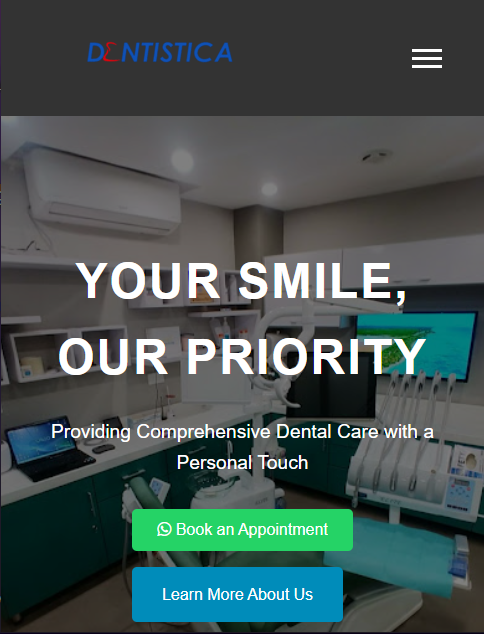 DENTISTICA
YOUR SMILE,
OUR PRIORITY
Providing Comprehensive Dental Care with a
Personal Touch
Book an Appointment
Learn More About Us